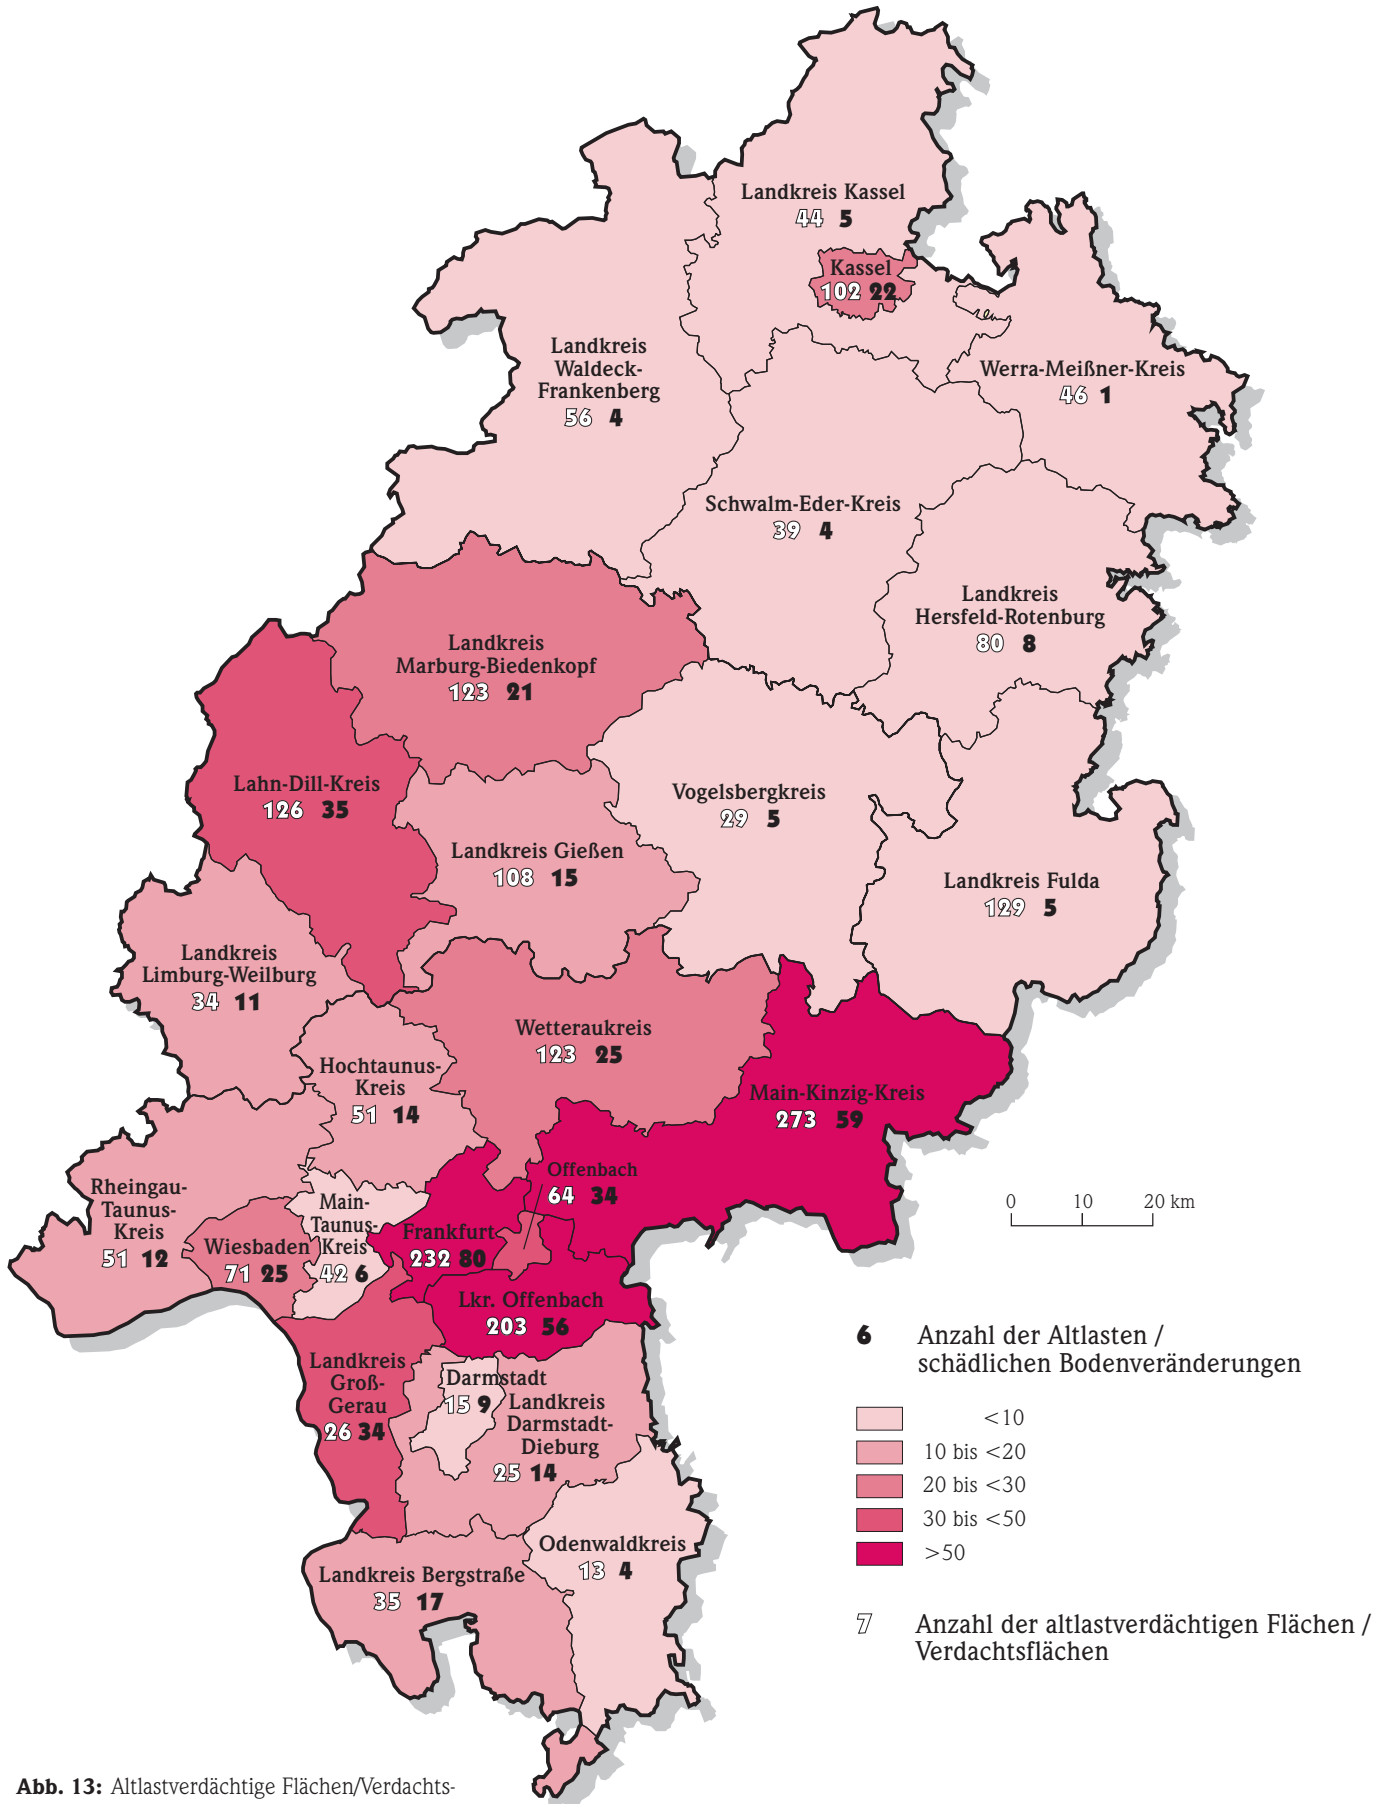 Landkreis Kassel
44 5
Kassel
102 22
Landkreis
Waldeck-
Frankenberg
56 4
Werra-Meißner-Kreis
46 1
Schwalm-Eder-Kreis
39 4
Landkreis
Hersfeld-Rotenburg
80 8
Landkreis
Marburg-Biedenkopf
123 21
Lahn-Dill-Kreis
126 35
Vogelsbergkreis
29 5
Landkreis Gießen
108 15
Landkreis Fulda
129 5
Landkreis
Limburg-Weilburg
34 11
Wetteraukreis
123 25
Hochtaunus-
Kreis
51 14
Main-Kinzig-Kreis
273 59
Offenbach
64 34
Rheingau-
Taunus-
Kreis
51 12
Main-
Taunus-
Kreis
42 6
Wiesbaden
71 25
Frankfurt
232 80
Lkr. Offenbach
203 56
Landkreis
Groß-
Gerau
26 34
Darmstadt
15 9
Landkreis
Darmstadt-
Dieburg
25 14
Odenwaldkreis
13 4
Landkreis Bergstraße
35 17
0 10 20 km
6 Anzahl der Altlasten /
schädlichen Bodenveränderungen
<10
10 bis <20
20 bis <30
30 bis <50
>50
7 Anzahl der altlastverdächtigen Flächen /
Verdachtsflächen
Abb. 13: Altlastverdächtige Flächen/Verdachts-